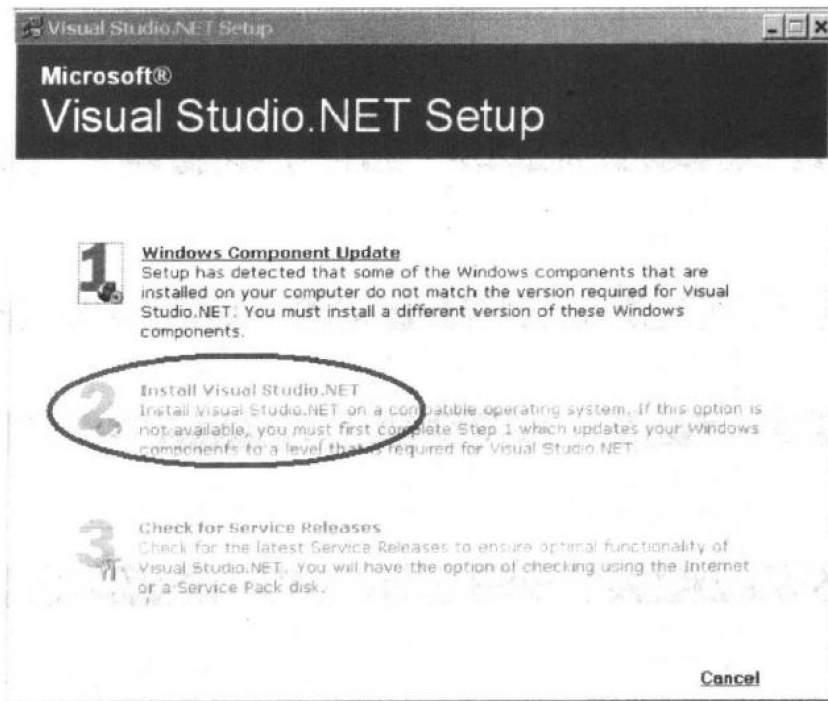 Visual Studio.NET Setup
Microsoft®
Visual Studio.NET Setup
1
Windows Component Update
Setup has detected that some of the Windows components that are
installed on your computer do not match the version required for Visual
Studio.NET. You must install a different version of these Windows
components.
2
Install Visual Studio.NET
Install Visual Studio.NET on a compatible operating system. If this option is
not available, you must first complete Step 1 which updates your Windows
components to a level that is required for Visual Studio.NET.
3
Check for Service Releases
Check for the latest Service Releases to ensure optimal functionality of
Visual Studio.NET. You will have the option of checking using the Internet
or a Service Pack disk.
Cancel